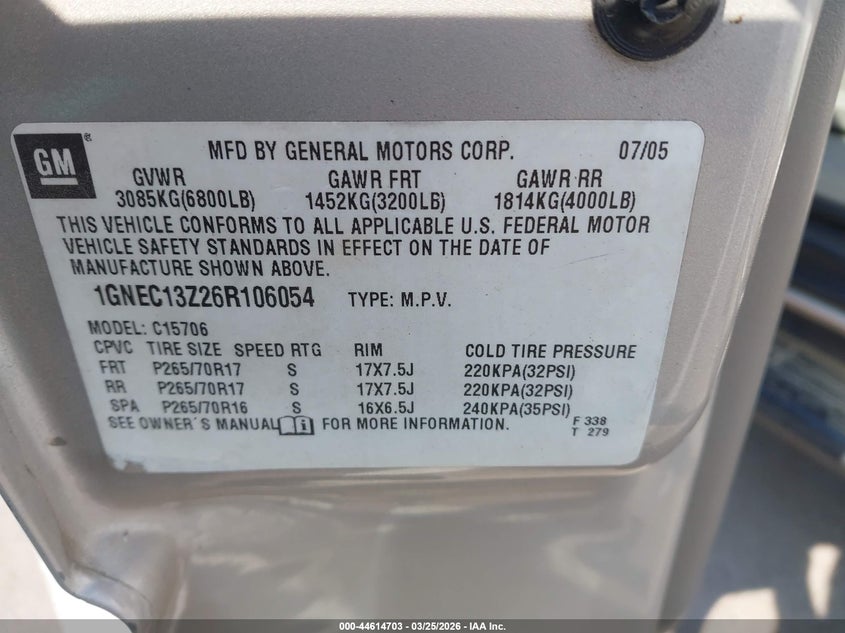 GM ®
MFD BY GENERAL MOTORS CORP. 07/05
GVWR GAWR FRT GAWR RR
3085KG(6800LB) 1452KG(3200LB) 1814KG(4000LB)
THIS VEHICLE CONFORMS TO ALL APPLICABLE U.S. FEDERAL MOTOR
VEHICLE SAFETY STANDARDS IN EFFECT ON THE DATE OF
MANUFACTURE SHOWN ABOVE.
1GNEC13Z26R106054 TYPE: M.P.V.
MODEL: C15706
CPVC TIRE SIZE SPEED RTG RIM COLD TIRE PRESSURE
FRT P265/70R17 S 17X7.5J 220KPA(32PSI)
RR P265/70R17 S 17X7.5J 220KPA(32PSI)
SPA P265/70R16 S 16X6.5J 240KPA(35PSI)
SEE OWNER'S MANUAL i FOR MORE INFORMATION.
F 338
T 279
000-44614703 - 03/25/2026 - IAA Inc.